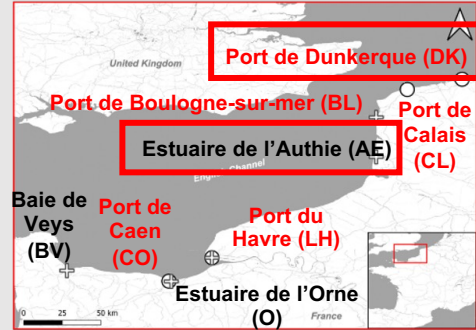 United Kingdom
Port de Dunkerque (DK)
Port de Boulogne-sur-mer (BL)
Port de
Calais
(CL)
Estuaire de l'Authie (AE)
English Channel
Baie de
Veys
(BV)
Port de
Caen
(CO)
Port du
Havre (LH)
Estuaire de l'Orne
(O)
France
0 25 50 km